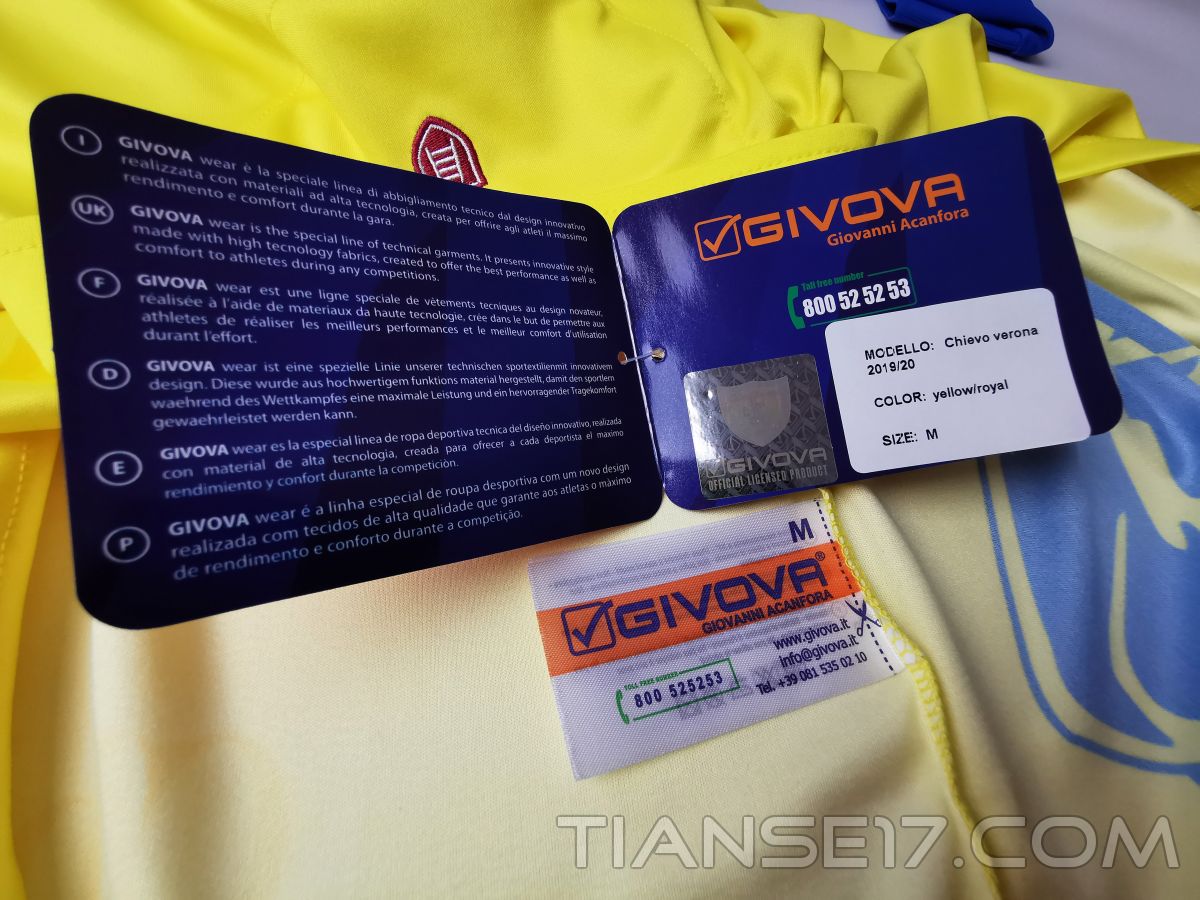 I
GIVOVA wear è la speciale linea di abbigliamento tecnico dal design innovativo
realizzata con materiali ad alta tecnologia, creata per offrire agli atleti il massimo
rendimento e comfort durante la gara.
UK
GIVOVA wear is the special line of technical garments. It presents innovative style
made with high tecnology fabrics, created to offer the best performance as well as
comfort to athletes during any competitions.
F
GIVOVA wear est une ligne speciale de vétements tecniques au design novateur,
réalisée à l'aide de materiaux da haute tecnologie, crée dans le but de permettre aux
athletes de réaliser les meilleurs performances et le meilleur comfort d'utilisation
durant l'effort.
D
GIVOVA wear ist eine spezielle Linie unserer technischen sportextilienmit innovativem
design. Diese wurde aus hochwertigem funktions material hergestellt, damit den sportlern
waehrend des Wettkampfes eine maximale Leistung und ein hervorragender Tragekomfort
gewaehrleistet werden kann.
E
GIVOVA wear es la especial linea de ropa deportiva tecnica del diseño innovativo, realizada
con material de alta tecnologia, creada para ofrecer a cada deportista el maximo
rendimiento y confort durante la competiciòn.
P
GIVOVA wear é a linha especial de roupa desportiva com um novo design
realizada com tecidos de alta qualidade que garante aos atletas o màximo
de rendimento e conforto durante a competição.
GIVOVA
Giovanni Acanfora
Tall free number
800 52 52 53
MODELLO: Chievo verona
2019/20
COLOR: yellow/royal
SIZE: M
GIVOVA
OFFICIAL LICENSED PRODUCT
M
GIVOVA®
GIOVANNI ACANFORA
www.givova.it
info@givova.it
TOLL FREE NUMBER
800 525253
Tel. +39 081 535 02 10
TIANSE17.COM